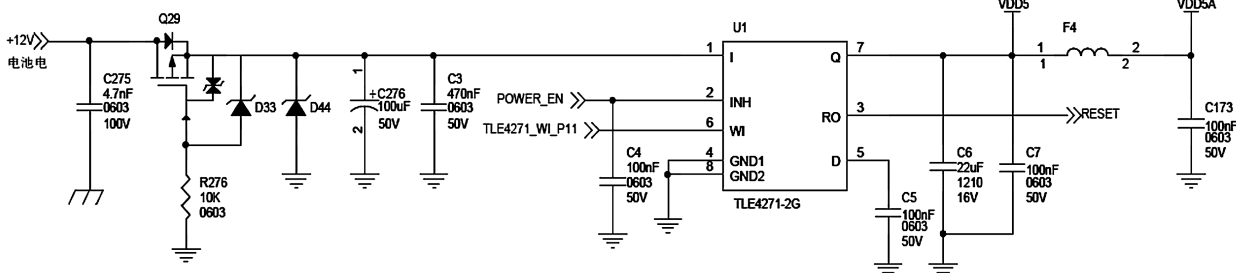 VDD5
VDD5A
Q29
U1
F4
+12V
电池电
1
I
Q
7
1
2
1
2
C275
4.7nF
0603
100V
D33
D44
1
+C276
100uF
50V
2
C3
470nF
0603
50V
POWER_EN
2
INH
TLE4271_WI_P11
6
WI
RO
3
RESET
C173
100nF
0603
50V
4
GND1
8
GND2
D
5
C4
100nF
0603
50V
C6
22uF
1210
16V
C7
100nF
0603
50V
R276
10K
0603
TLE4271-2G
C5
100nF
0603
50V